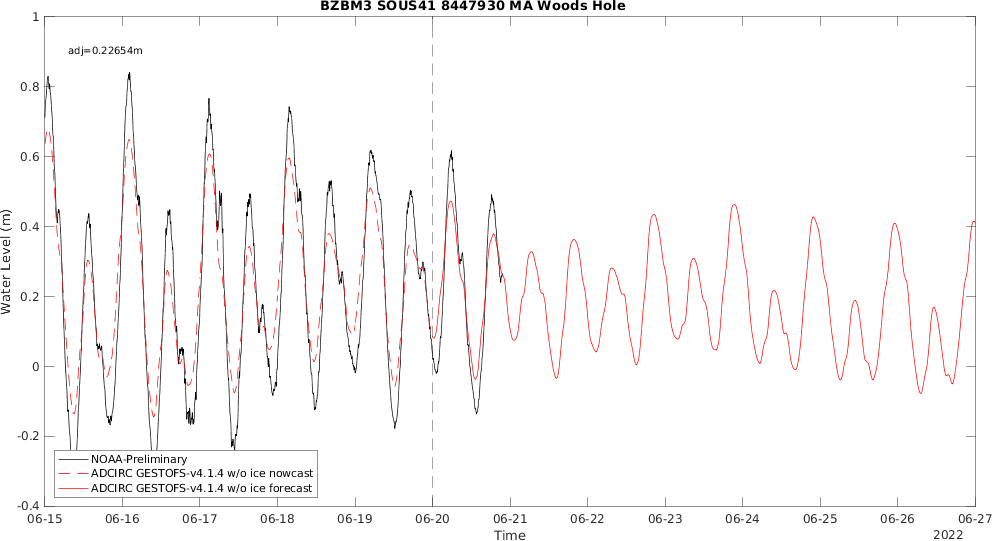 BZBM3 SOUS41 8447930 MA Woods Hole
adj=0.22654m
1
0.8
0.6
0.4
0.2
0
-0.2
-0.4
Water Level (m)
NOAA-Preliminary
ADCIRC GESTOFS-v4.1.4 w/o ice nowcast
ADCIRC GESTOFS-v4.1.4 w/o ice forecast
06-15 06-16 06-17 06-18 06-19 06-20 06-21 06-22 06-23 06-24 06-25 06-26 06-27
Time
2022